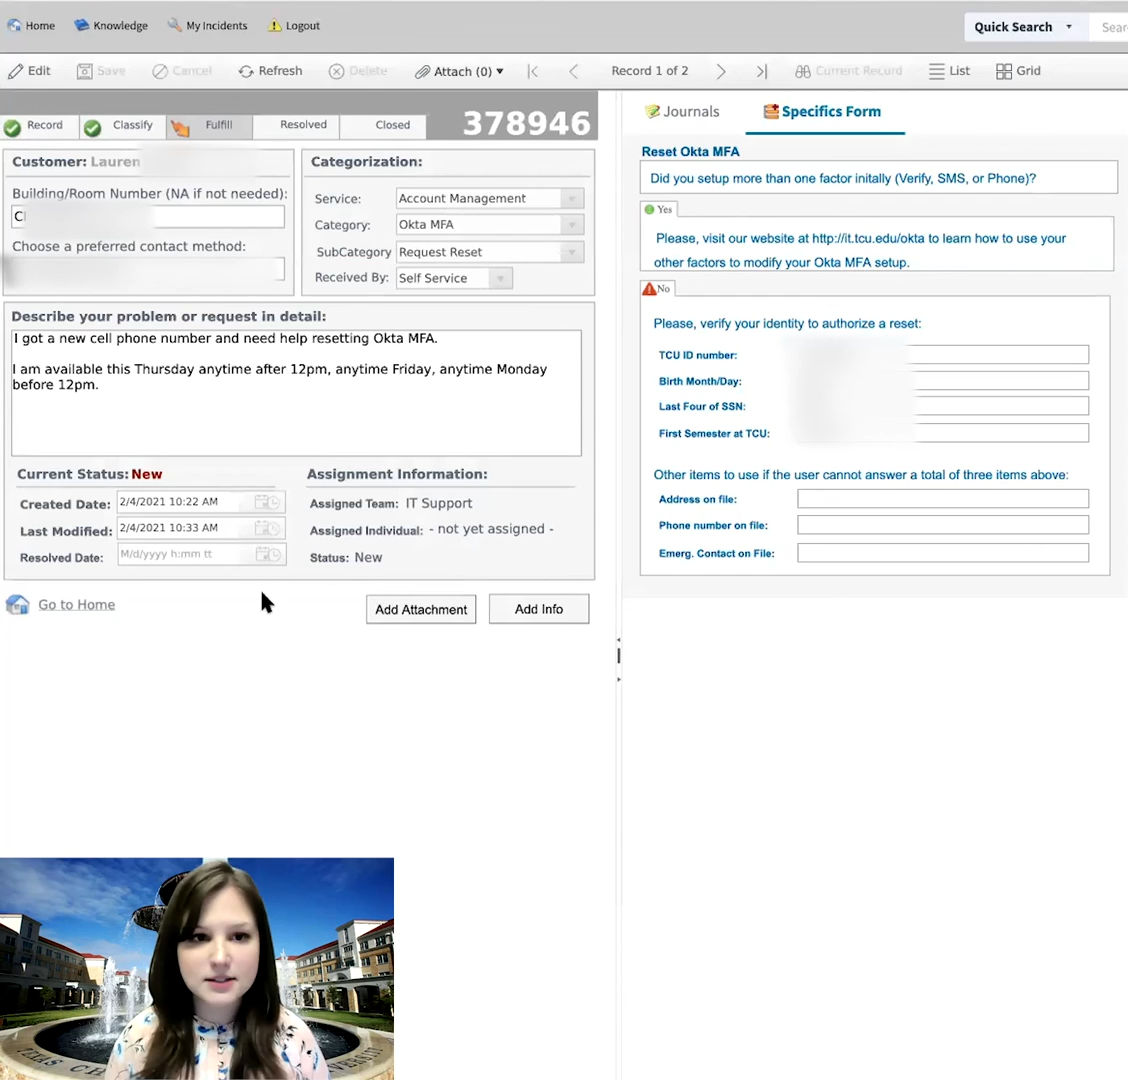 Home Knowledge My Incidents Logout Quick Search
Edit Save Cancel Refresh Delete Attach (0) Record 1 of 2 Current Record List Grid
Record Classify Fulfill Resolved Closed 378946
Customer: Lauren
Building/Room Number (NA if not needed):
Choose a preferred contact method:
Categorization:
Service: Account Management
Category: Okta MFA
SubCategory Request Reset
Received By: Self Service
Describe your problem or request in detail:
I got a new cell phone number and need help resetting Okta MFA.
I am available this Thursday anytime after 12pm, anytime Friday, anytime Monday
before 12pm.
Current Status: New
Created Date: 2/4/2021 10:22 AM
Last Modified: 2/4/2021 10:33 AM
Resolved Date: M/d/yyyy h:mm tt
Assignment Information:
Assigned Team: IT Support
Assigned Individual: - not yet assigned -
Status: New
Go to Home
Add Attachment Add Info
Journals Specifics Form
Reset Okta MFA
Did you setup more than one factor initally (Verify, SMS, or Phone)?
Yes
Please, visit our website at http://it.tcu.edu/okta to learn how to use your
other factors to modify your Okta MFA setup.
No
Please, verify your identity to authorize a reset:
TCU ID number:
Birth Month/Day:
Last Four of SSN:
First Semester at TCU:
Other items to use if the user cannot answer a total of three items above:
Address on file:
Phone number on file:
Emerg. Contact on File: